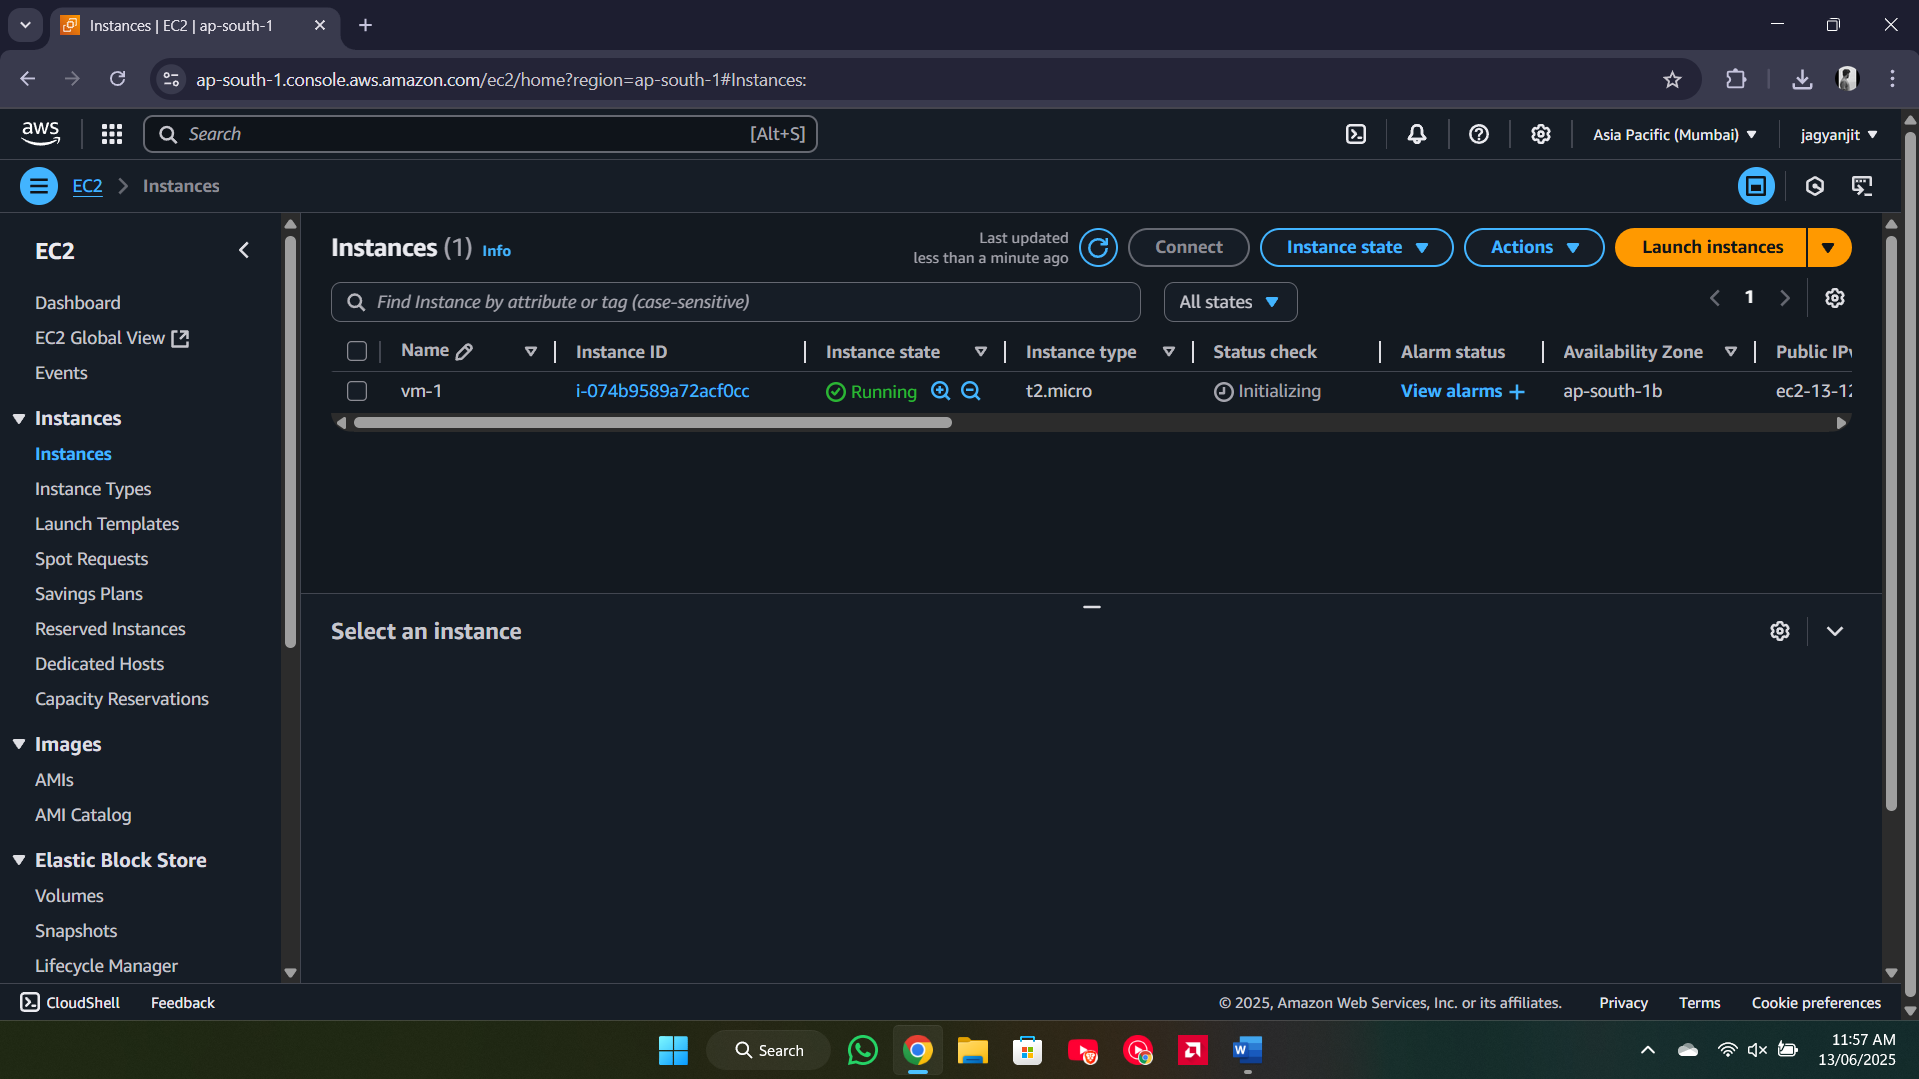 Instances | EC2 | ap-south-1
ap-south-1.console.aws.amazon.com/ec2/home?region=ap-south-1#Instances:
aws
Search
[Alt+S]
Asia Pacific (Mumbai)
jagyanjit
EC2
Instances
EC2
Dashboard
EC2 Global View
Events
Instances
Instances
Instance Types
Launch Templates
Spot Requests
Savings Plans
Reserved Instances
Dedicated Hosts
Capacity Reservations
Images
AMIs
AMI Catalog
Elastic Block Store
Volumes
Snapshots
Lifecycle Manager
Instances (1) Info
Last updated
less than a minute ago
Connect
Instance state
Actions
Launch instances
Find Instance by attribute or tag (case-sensitive)
All states
1
Name
Instance ID
Instance state
Instance type
Status check
Alarm status
Availability Zone
Public IPv
vm-1
i-074b9589a72acf0cc
Running
t2.micro
Initializing
View alarms +
ap-south-1b
ec2-13-12
Select an instance
CloudShell
Feedback
© 2025, Amazon Web Services, Inc. or its affiliates.
Privacy
Terms
Cookie preferences
Search
W
11:57 AM
13/06/2025